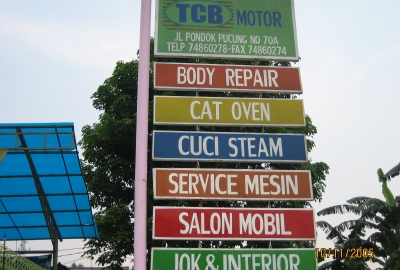 TCB MOTOR
JL PONDOK PUCUNG NO 70A
TELP 74860278-FAX 74860274
BODY REPAIR
CAT OVEN
CUCI STEAM
SERVICE MESIN
SALON MOBIL
JOK & INTERIOR